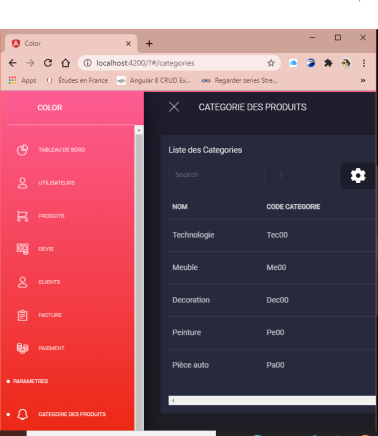 Color
localhost:4200/?#/categories
Apps
Études en France
Angular 8 CRUD Ex...
Regarder series Stre...
»
COLOR
CATEGORIE DES PRODUITS
TABLEAU DE BORD
UTILISATEURS
PRODUITS
DEVIS
CLIENTS
FACTURE
PAIEMENT
PARAMETRES
CATEGORIE DES PRODUITS
Liste des Categories
Search
NOM CODE CATEGORIE
Technologie Tec00
Meuble Me00
Decoration Dec00
Peinture Pe00
Pièce auto Pa00